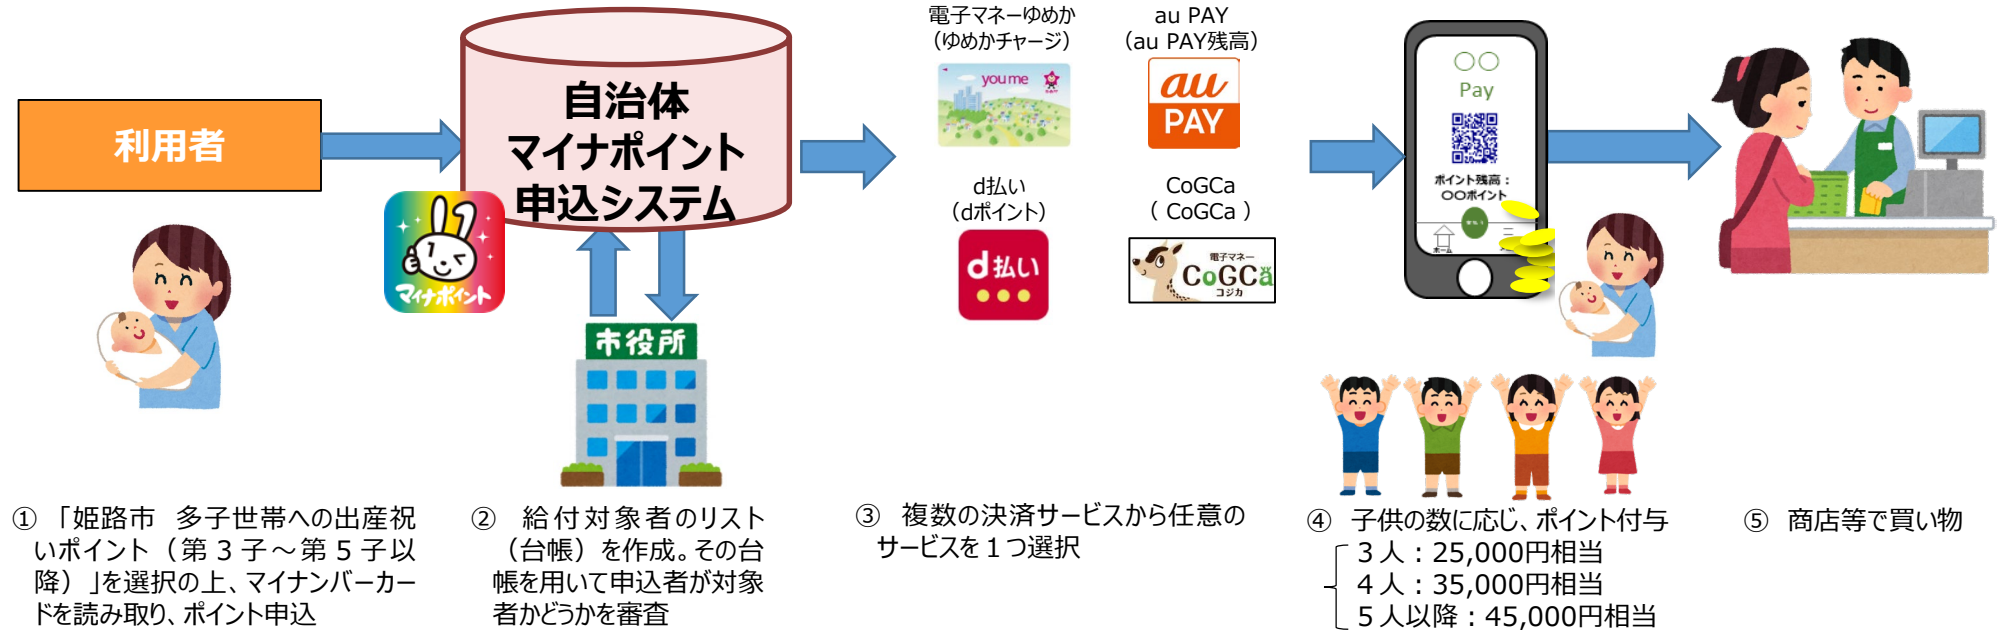 利用者
自治体
マイナポイント
申込システム
マイナポイント
市役所
電子マネーゆめか
（ゆめかチャージ）
youme
au PAY
（au PAY残高）
au
PAY
d払い
（dポイント）
d払い
CoGCa
（ CoGCa ）
電子マネー
CoGCa
コジカ
〇〇
Pay
ポイント残高：
〇〇ポイント
ホーム
① 「姫路市 多子世帯への出産祝
いポイント（第３子～第５子以
降）」を選択の上、マイナンバーカー
ドを読み取り、ポイント申込
② 給付対象者のリスト
（台帳）を作成。その台
帳を用いて申込者が対象
者かどうかを審査
③ 複数の決済サービスから任意の
サービスを１つ選択
④ 子供の数に応じ、ポイント付与
３人：25,000円相当
４人：35,000円相当
５人以降：45,000円相当
⑤ 商店等で買い物